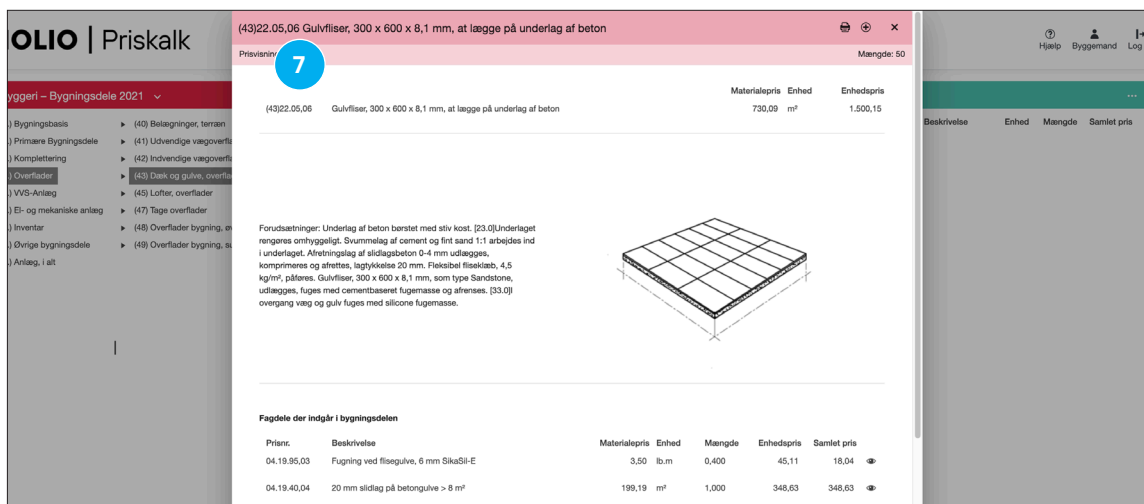 OLIO | Priskalk
(43)22.05,06 Gulvfliser, 300 x 600 x 8,1 mm, at lægge på underlag af beton
Hjælp Byggemand Log
Prisvisning
7
Mængde: 50
yggeri – Bygningsdele 2021
...
Materialepris Enhed Enhedspris
(43)22.05,06 Gulvfliser, 300 x 600 x 8,1 mm, at lægge på underlag af beton 730,09 m² 1.500,15
.) Bygningsbasis
.) Primære Bygningsdele
.) Komplettering
.) Overflader
.) VVS-Anlæg
.) El- og mekaniske anlæg
.) Inventar
.) Øvrige bygningsdele
.) Anlæg, i alt
(40) Belægninger, terræn
(41) Udvendige vægoverfla
(42) Indvendige vægoverfla
(43) Dæk og gulve, overflad
(45) Lofter, overflader
(47) Tage overflader
(48) Overflader bygning, øv
(49) Overflader bygning, su
Beskrivelse Enhed Mængde Samlet pris
Forudsætninger: Underlag af beton børstet med stiv kost. [23.0]Underlaget
rengøres omhyggeligt. Svummelag af cement og fint sand 1:1 arbejdes ind
i underlaget. Afretningslag af slidlagsbeton 0-4 mm udlægges,
komprimeres og afrettes, lagtykkelse 20 mm. Fleksibel fliseklæb, 4,5
kg/m², påføres. Gulvfliser, 300 x 600 x 8,1 mm, som type Sandstone,
udlægges, fuges med cementbaseret fugemasse og afrenses. [33.0]I
overgang væg og gulv fuges med silicone fugemasse.
Fagdele der indgår i bygningsdelen
Prisnr. Beskrivelse Materialepris Enhed Mængde Enhedspris Samlet pris
04.19.95,03 Fugning ved flisegulve, 6 mm SikaSil-E 3,50 lb.m 0,400 45,11 18,04
04.19.40,04 20 mm slidlag på betongulve > 8 m² 199,19 m² 1,000 348,63 348,63